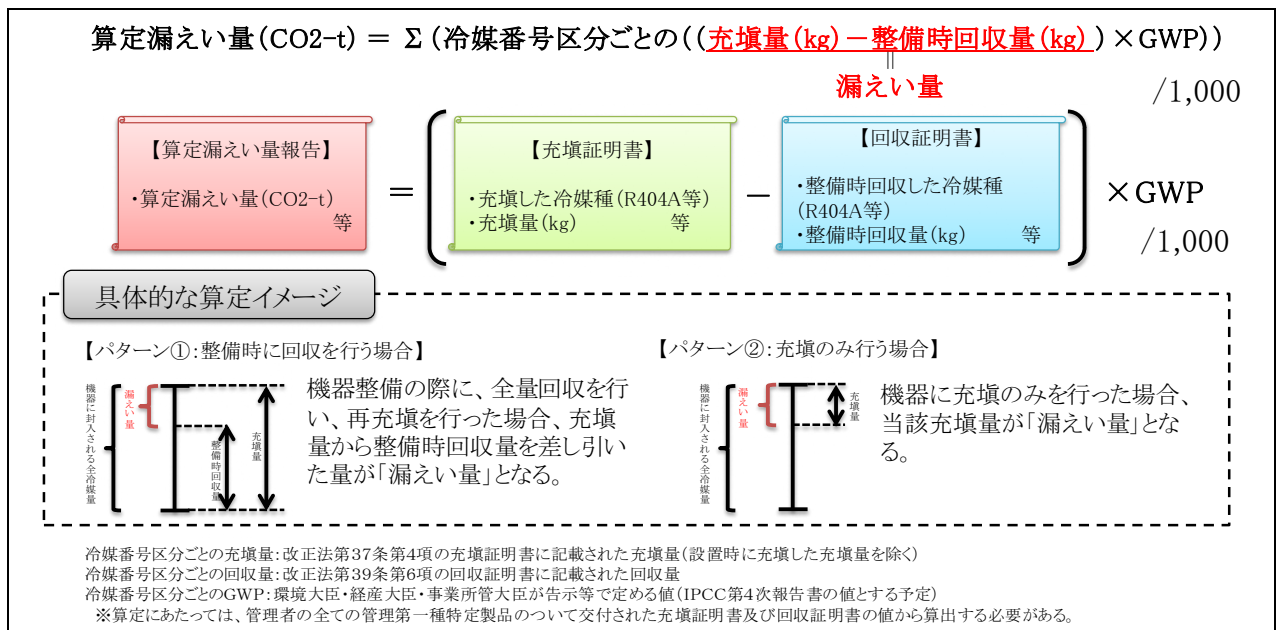 算定漏えい量(CO2-t) = Σ(冷媒番号区分ごとの((充塡量(kg)-整備時回収量(kg))×GWP))
||
漏えい量
/1,000
【算定漏えい量報告】
・算定漏えい量(CO2-t)
等
=
【充塡証明書】
・充塡した冷媒種(R404A等)
・充塡量(kg) 等
-
【回収証明書】
・整備時回収した冷媒種
(R404A等)
・整備時回収量(kg) 等
×GWP
/1,000
具体的な算定イメージ
【パターン①:整備時に回収を行う場合】
機器に封入される全冷媒量
漏えい量
整備時回収量
充塡量
機器整備の際に、全量回収を行
い、再充塡を行った場合、充塡
量から整備時回収量を差し引い
た量が「漏えい量」となる。
【パターン②:充塡のみ行う場合】
機器に封入される全冷媒量
漏えい量
充塡量
機器に充塡のみを行った場合、
当該充塡量が「漏えい量」とな
る。
冷媒番号区分ごとの充塡量:改正法第37条第4項の充塡証明書に記載された充塡量(設置時に充塡した充塡量を除く)
冷媒番号区分ごとの回収量:改正法第39条第6項の回収証明書に記載された回収量
冷媒番号区分ごとのGWP:環境大臣・経産大臣・事業所管大臣が告示等で定める値(IPCC第4次報告書の値とする予定)
※算定にあたっては、管理者の全ての管理第一種特定製品のついて交付された充塡証明書及び回収証明書の値から算出する必要がある。